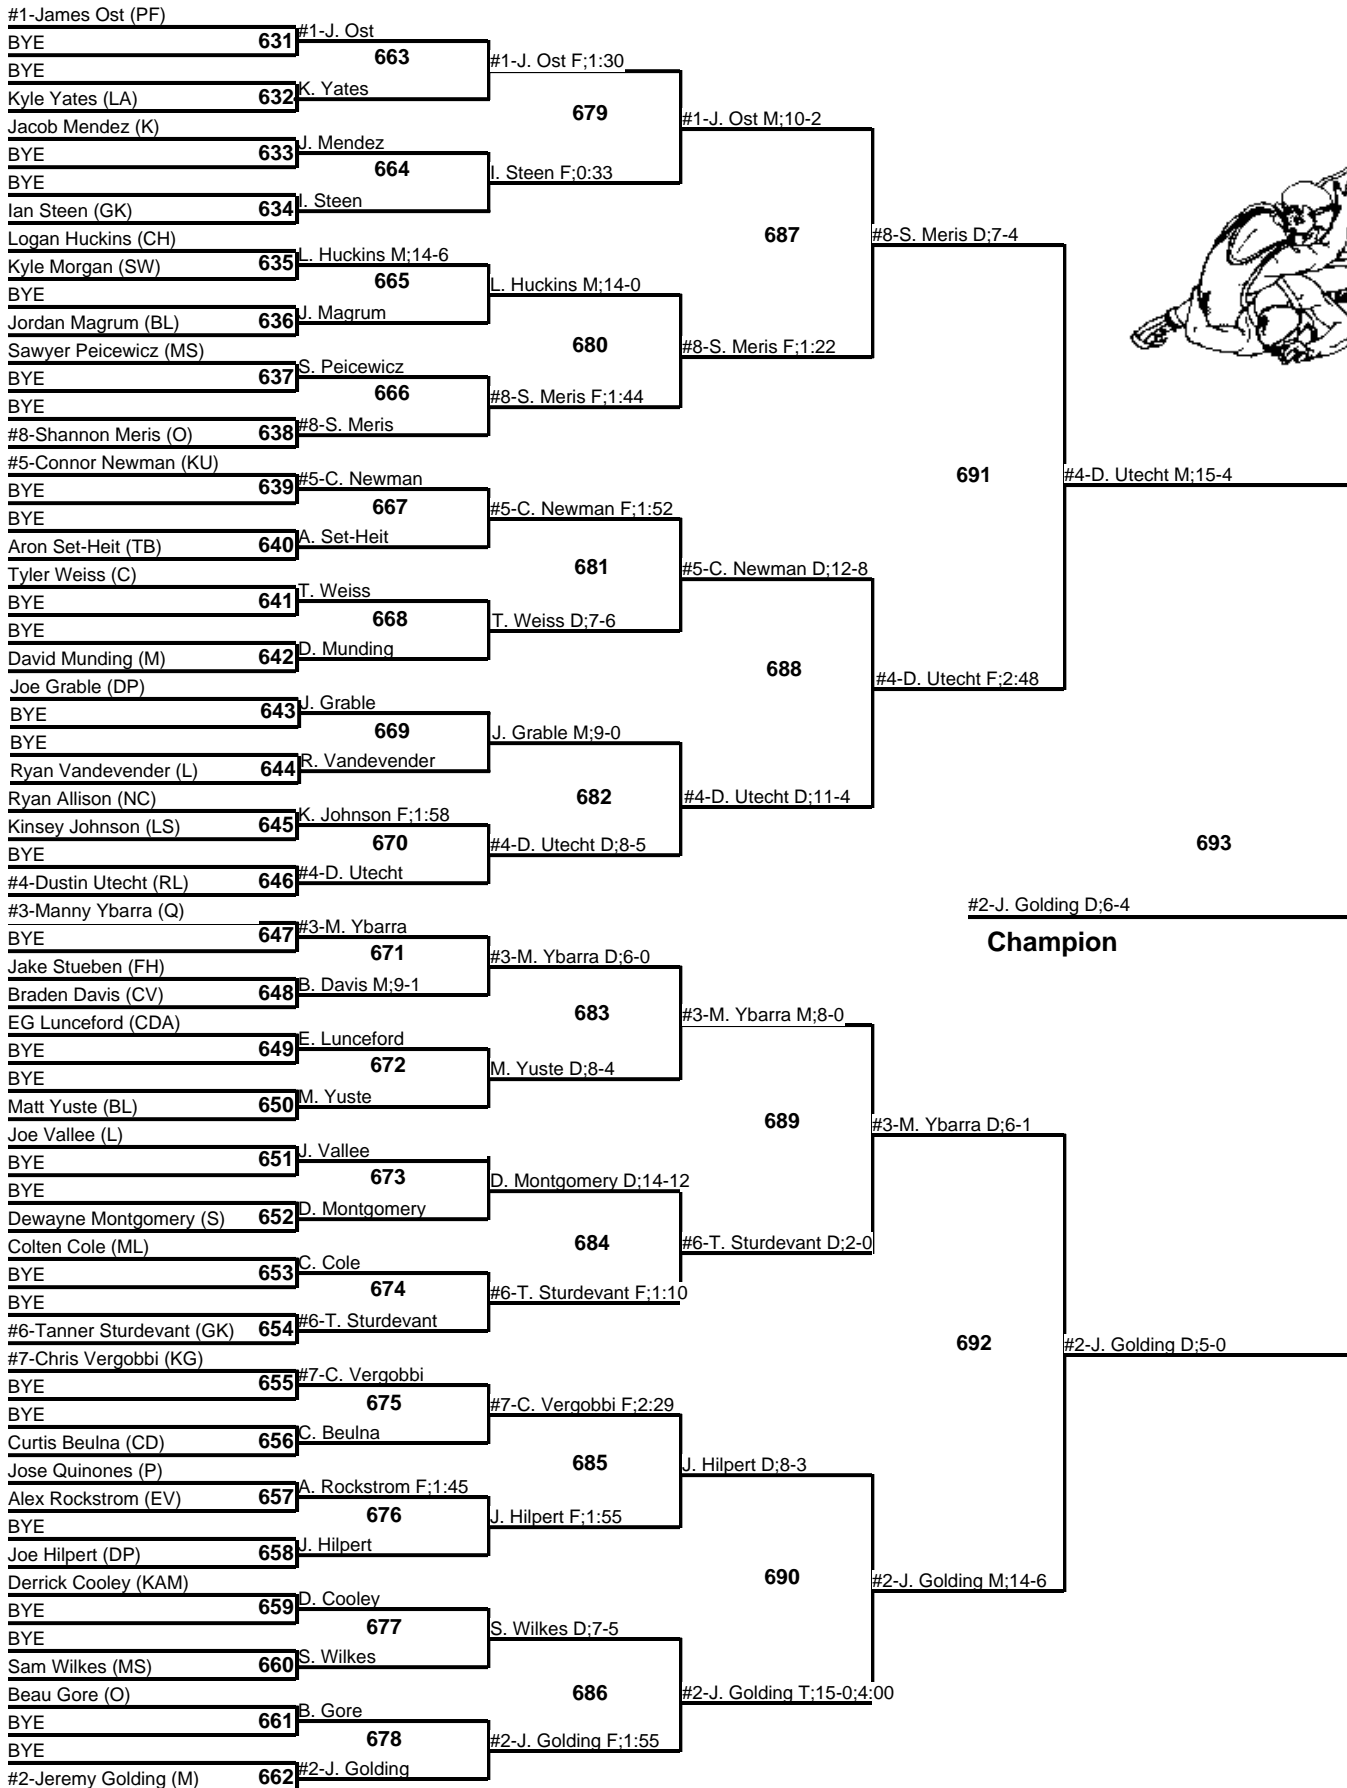 #1-James Ost (PF)
BYE
631
#1-J. Ost
BYE
Kyle Yates (LA)
632
K. Yates
663
#1-J. Ost F;1:30
Jacob Mendez (K)
BYE
633
J. Mendez
BYE
Ian Steen (GK)
634
I. Steen
664
I. Steen F;0:33
679
#1-J. Ost M;10-2
Logan Huckins (CH)
Kyle Morgan (SW)
635
L. Huckins M;14-6
BYE
Jordan Magrum (BL)
636
J. Magrum
665
L. Huckins M;14-0
Sawyer Peicewicz (MS)
BYE
637
S. Peicewicz
BYE
#8-Shannon Meris (O)
638
#8-S. Meris
666
#8-S. Meris F;1:44
680
#8-S. Meris F;1:22
687
#8-S. Meris D;7-4
#5-Connor Newman (KU)
BYE
639
#5-C. Newman
BYE
Aron Set-Heit (TB)
640
A. Set-Heit
667
#5-C. Newman F;1:52
Tyler Weiss (C)
BYE
641
T. Weiss
BYE
David Munding (M)
642
D. Munding
668
T. Weiss D;7-6
681
#5-C. Newman D;12-8
Joe Grable (DP)
BYE
643
J. Grable
BYE
Ryan Vandevender (L)
644
R. Vandevender
669
J. Grable M;9-0
Ryan Allison (NC)
Kinsey Johnson (LS)
645
K. Johnson F;1:58
BYE
#4-Dustin Utecht (RL)
646
#4-D. Utecht
670
#4-D. Utecht D;8-5
682
#4-D. Utecht D;11-4
688
#4-D. Utecht F;2:48
691
#4-D. Utecht M;15-4
#3-Manny Ybarra (Q)
BYE
647
#3-M. Ybarra
Jake Stueben (FH)
Braden Davis (CV)
648
B. Davis M;9-1
671
#3-M. Ybarra D;6-0
EG Lunceford (CDA)
BYE
649
E. Lunceford
BYE
Matt Yuste (BL)
650
M. Yuste
672
M. Yuste D;8-4
683
#3-M. Ybarra M;8-0
Joe Vallee (L)
BYE
651
J. Vallee
BYE
Dewayne Montgomery (S)
652
D. Montgomery
673
D. Montgomery D;14-12
Colten Cole (ML)
BYE
653
C. Cole
BYE
#6-Tanner Sturdevant (GK)
654
#6-T. Sturdevant
674
#6-T. Sturdevant F;1:10
684
#6-T. Sturdevant D;2-0
689
#3-M. Ybarra D;6-1
#7-Chris Vergobbi (KG)
BYE
655
#7-C. Vergobbi
BYE
Curtis Beulna (CD)
656
C. Beulna
675
#7-C. Vergobbi F;2:29
Jose Quinones (P)
Alex Rockstrom (EV)
657
A. Rockstrom F;1:45
BYE
Joe Hilpert (DP)
658
J. Hilpert
676
J. Hilpert F;1:55
685
J. Hilpert D;8-3
Derrick Cooley (KAM)
BYE
659
D. Cooley
BYE
Sam Wilkes (MS)
660
S. Wilkes
677
S. Wilkes D;7-5
Beau Gore (O)
BYE
661
B. Gore
BYE
#2-Jeremy Golding (M)
662
#2-J. Golding
678
#2-J. Golding F;1:55
686
#2-J. Golding T;15-0;4:00
690
#2-J. Golding M;14-6
692
#2-J. Golding D;5-0
693
#2-J. Golding D;6-4
Champion